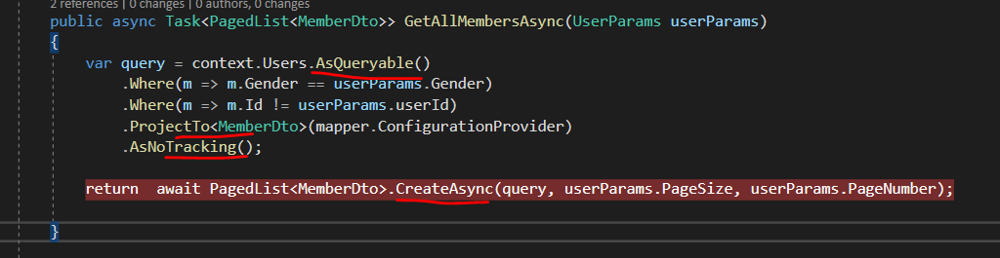 2 references | 0 changes | 0 authors, 0 changes
public async Task<PagedList<MemberDto>> GetAllMembersAsync(UserParams userParams)
{
var query = context.Users.AsQueryable()
.Where(m => m.Gender == userParams.Gender)
.Where(m => m.Id != userParams.userId)
.ProjectTo<MemberDto>(mapper.ConfigurationProvider)
.AsNoTracking();
return  await PagedList<MemberDto>.CreateAsync(query, userParams.PageSize, userParams.PageNumber);
}